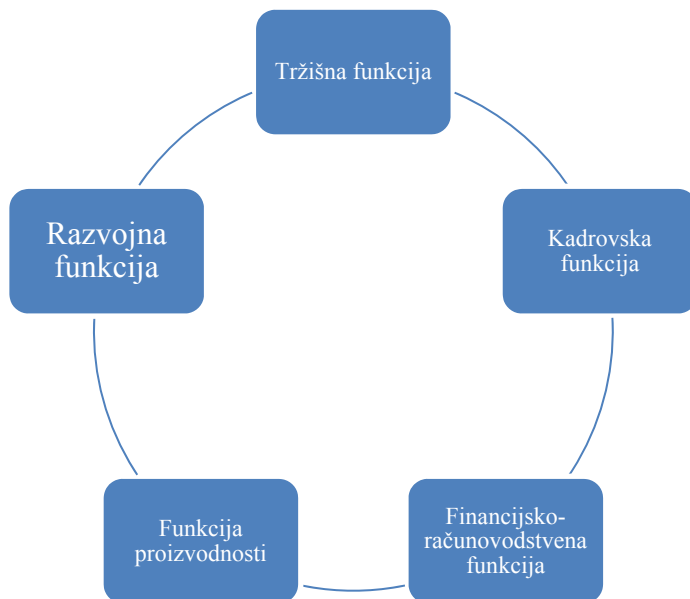 Tržišna funkcija
Kadrovska
funkcija
Financijsko-
računovodstvena
funkcija
Funkcija
proizvodnosti
Razvojna
funkcija